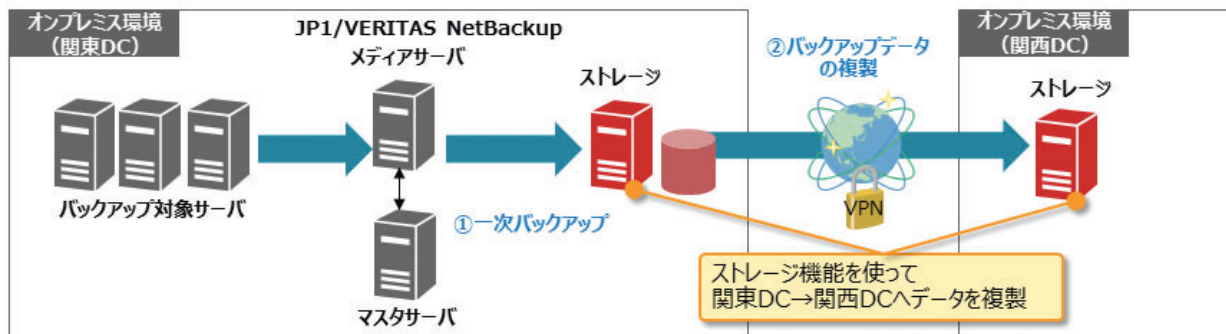 オンプレミス環境
（関東DC）
JP1/VERITAS NetBackup
メディアサーバ
ストレージ
②バックアップデータ
の複製
オンプレミス環境
（関西DC）
ストレージ
バックアップ対象サーバ
①一次バックアップ
VPN
マスタサーバ
ストレージ機能を使って
関東DC→関西DCへデータを複製